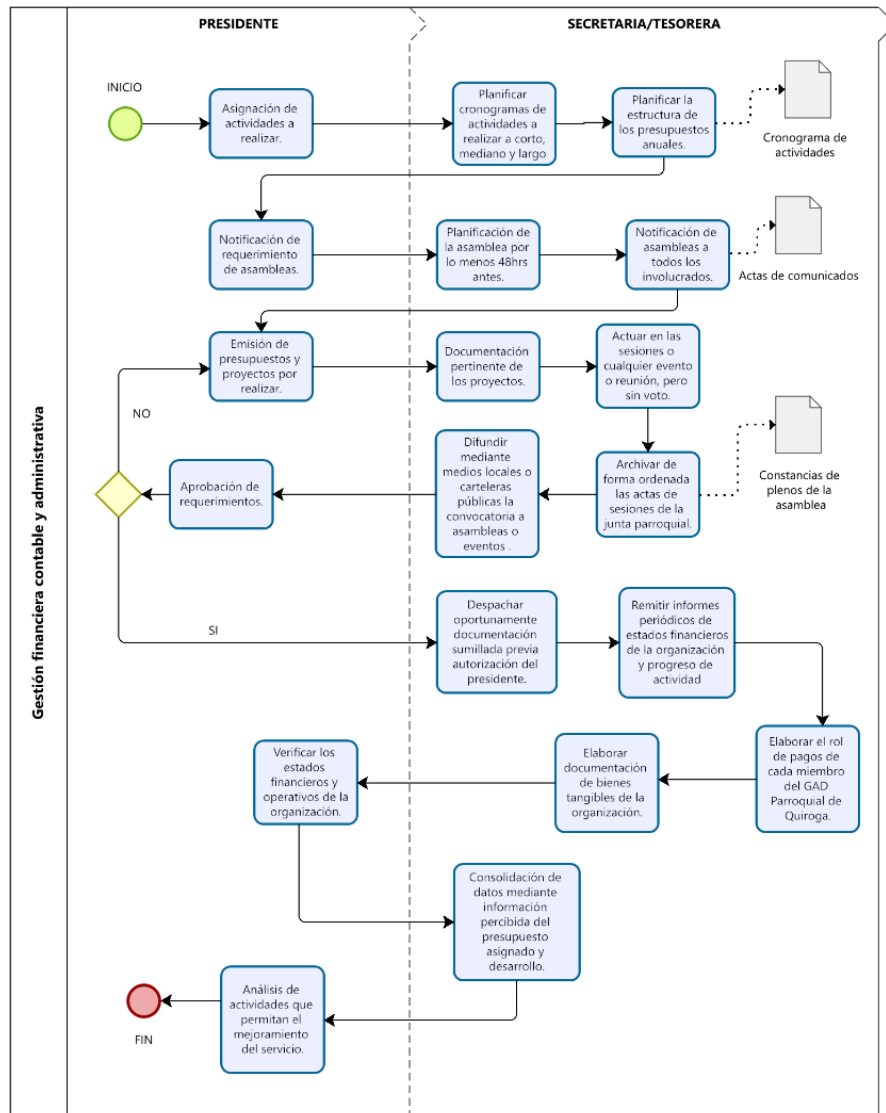 PRESIDENTE
SECRETARIA/TESORERA
Gestión financiera contable y administrativa
INICIO
Asignación de
actividades a
realizar.
Planificar
cronogramas de
actividades a
realizar a corto,
mediano y largo
Planificar la
estructura de
los presupuestos
anuales.
Cronograma de
actividades
Notificación de
requerimiento
de asambleas.
Planificación de
la asamblea por
lo menos 48hrs
antes.
Notificación de
asambleas a
todos los
involucrados.
Actas de comunicados
Emisión de
presupuestos y
proyectos por
realizar.
Documentación
pertinente de
los proyectos.
Actuar en las
sesiones o
cualquier evento
o reunión, pero
sin voto.
NO
Aprobación de
requerimientos.
Difundir
mediante
medios locales o
carteleras
públicas la
convocatoria a
asambleas o
eventos .
Archivar de
forma ordenada
las actas de
sesiones de la
junta parroquial.
Constancias de
plenos de la
asamblea
SI
Despachar
oportunamente
documentación
sumillada previa
autorización del
presidente.
Remitir informes
periódicos de
estados financieros
de la organización
y progreso de
actividad
Verificar los
estados
financieros y
operativos de la
organización.
Elaborar
documentación
de bienes
tangibles de la
organización.
Elaborar el rol
de pagos de
cada miembro
del GAD
Parroquial de
Quiroga.
Consolidación de
datos mediante
información
percibida del
presupuesto
asignado y
desarrollo.
Análisis de
actividades que
permitan el
mejoramiento
del servicio.
FIN